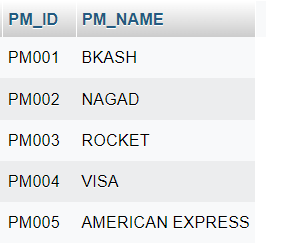 PM_ID PM_NAME
PM001 BKASH
PM002 NAGAD
PM003 ROCKET
PM004 VISA
PM005 AMERICAN EXPRESS